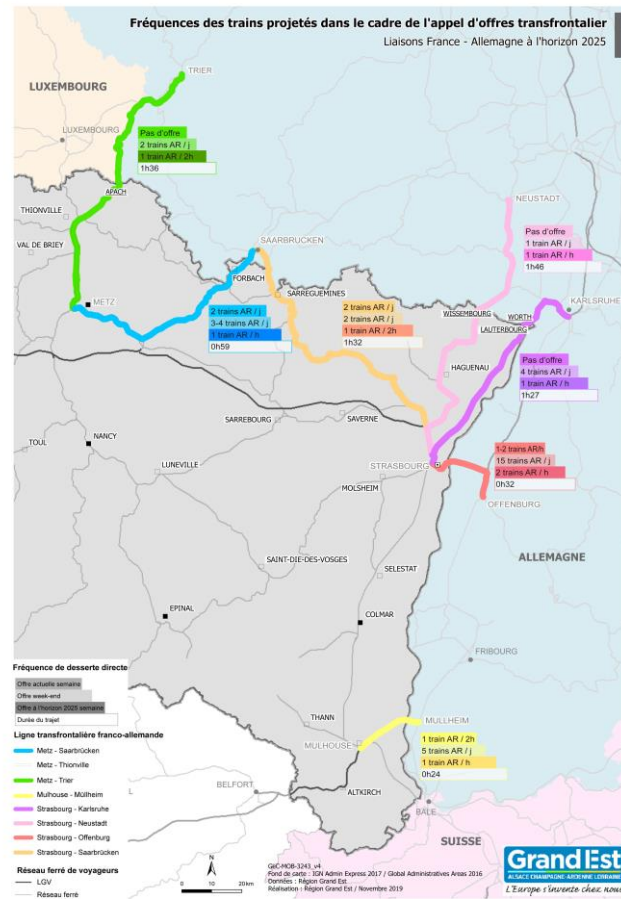 Fréquences des trains projetés dans le cadre de l'appel d'offres transfrontalier
Liaisons France - Allemagne à l'horizon 2025
TRIER
LUXEMBOURG
LUXEMBOURG
Pas d'offre
2 trains AR / j
1 train AR / 2h
1h36
APACH
THIONVILLE
VAL DE BRIEY
METZ
SAARBRÜCKEN
FORBACH
SARREGUEMINES
2 trains AR / j
3-4 trains AR / j
1 train AR / h
0h59
2 trains AR / j
2 trains AR / j
1 train AR / 2h
1h32
NEUSTADT
Pas d'offre
1 train AR / j
1 train AR / h
1h46
KARLSRUHE
WISSEMBOURG
WORTH
LAUTERBOURG
HAGUENAU
Pas d'offre
4 trains AR / j
1 train AR / h
1h27
SARREBOURG
SAVERNE
TOUL
NANCY
LUNEVILLE
STRASBOURG
MOLSHEIM
1-2 trains AR/h
15 trains AR / j
2 trains AR / h
0h32
OFFENBURG
ALLEMAGNE
SAINT-DIE-DES-VOSGES
SELESTAT
EPINAL
COLMAR
FRIBOURG
THANN
MULHOUSE
MULLHEIM
1 train AR / 2h
5 trains AR / j
1 train AR / h
0h24
BELFORT
ALTKIRCH
BALE
SUISSE
Fréquence de desserte directe
Offre actuelle semaine
Offre week-end
Offre à l'horizon 2025 semaine
Durée du trajet
Ligne transfrontalière franco-allemande
Metz - Saarbrücken
Metz - Thionville
Metz - Trier
Mulhouse - Müllheim
Strasbourg - Karlsruhe
Strasbourg - Neustadt
Strasbourg - Offenburg
Strasbourg - Saarbrücken
Réseau ferré de voyageurs
LGV
Réseau ferré
N
0 10 20 km
GéC-MOB-3243_v4
Fond de carte : IGN Admin Express 2017 / Global Administratives Areas 2016
Données : Région Grand Est
Réalisation : Région Grand Est / Novembre 2019
Grand Est
ALSACE CHAMPAGNE-ARDENNE LORRAINE
L'Europe s'invente chez nous